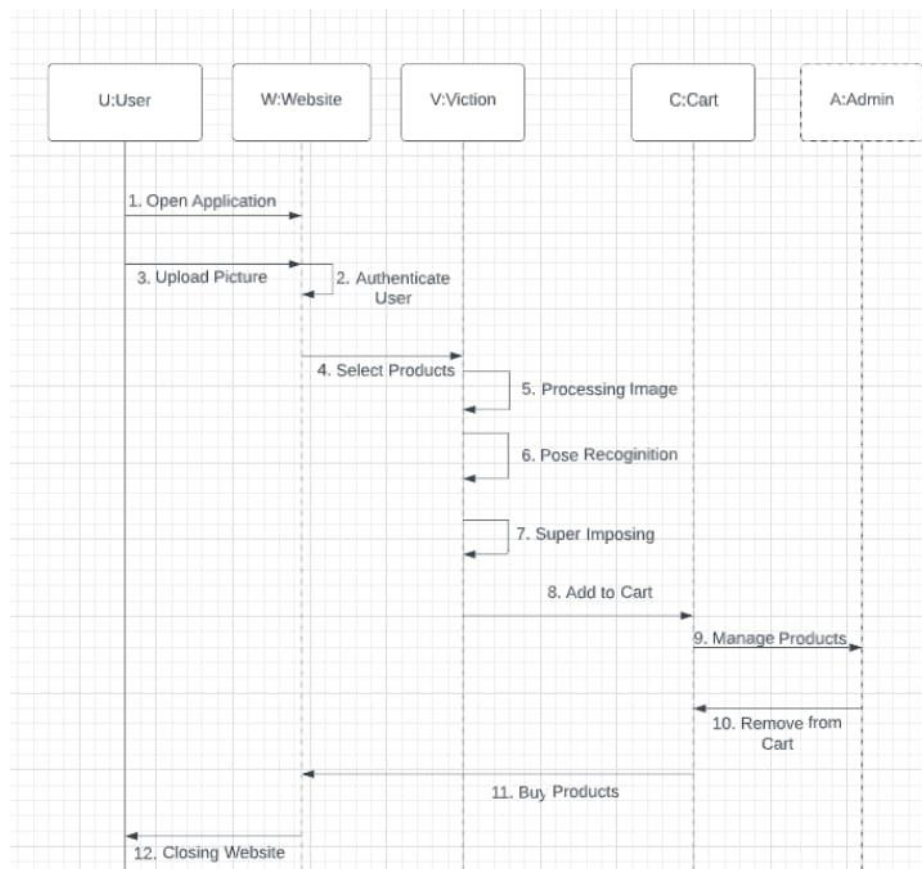 U:User
W:Website
V:Viction
C:Cart
A:Admin
1. Open Application
3. Upload Picture
2. Authenticate
User
4. Select Products
5. Processing Image
6. Pose Recoginition
7. Super Imposing
8. Add to Cart
9. Manage Products
10. Remove from
Cart
11. Buy Products
12. Closing Website